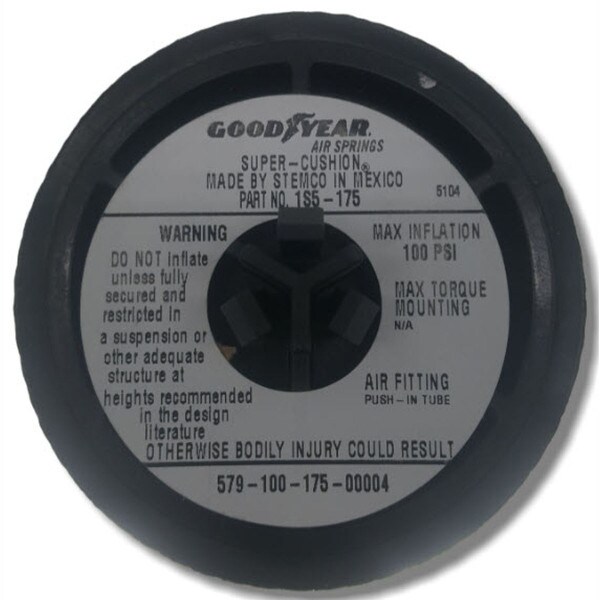 GOODYEAR
AIR SPRINGS
SUPER-CUSHION®
MADE BY STEMCO IN MEXICO
PART NO. 1S5-175
5104
WARNING
DO NOT inflate
unless fully
secured and
restricted in
a suspension or
other adequate
structure at
heights recommended
in the design
literature
OTHERWISE BODILY INJURY COULD RESULT
MAX INFLATION
100 PSI
MAX TORQUE
MOUNTING
N/A
AIR FITTING
PUSH-IN TUBE
579-100-175-00004